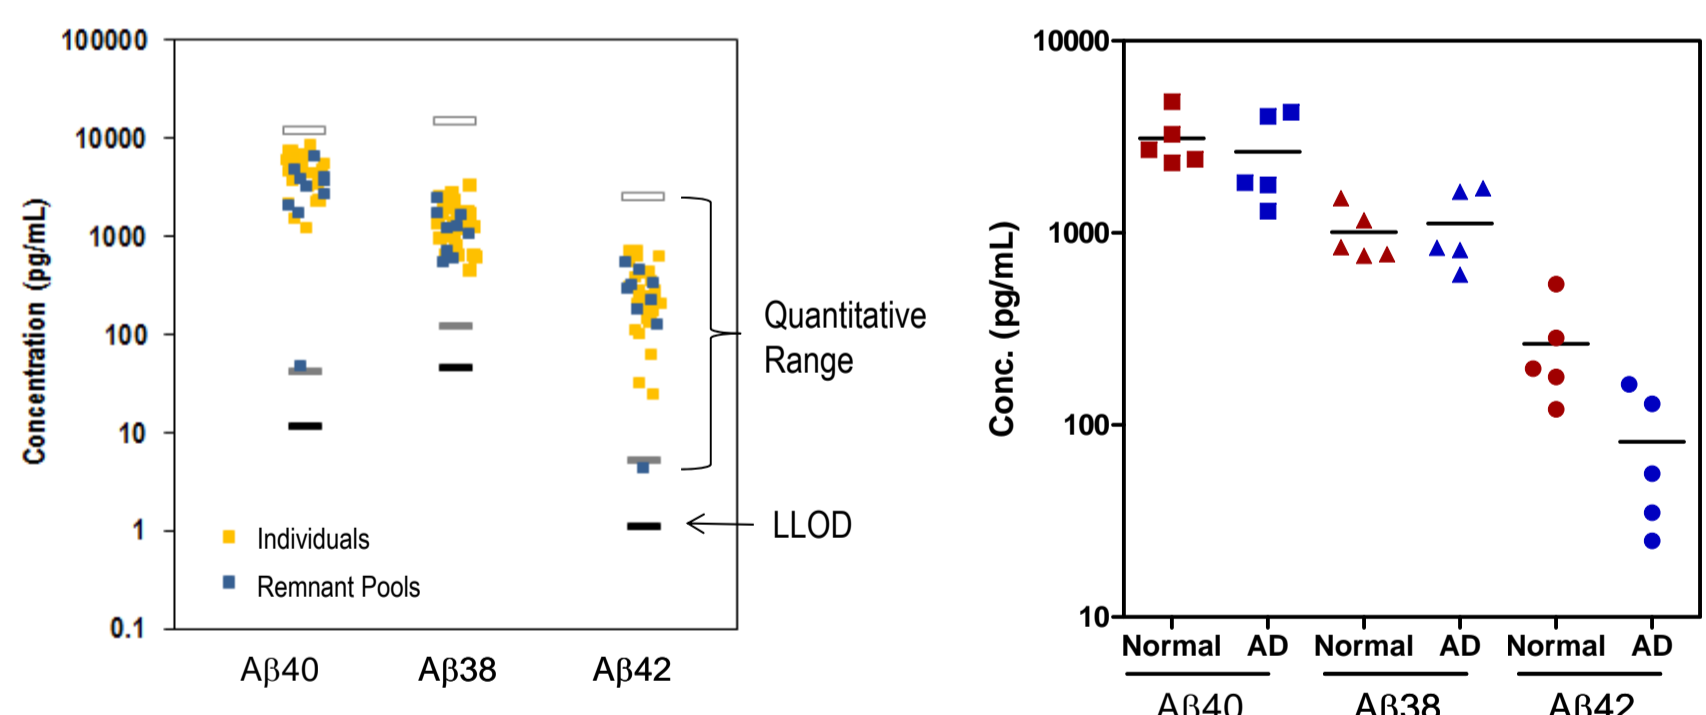 100000
10000
1000
100
10
1
0.1
Concentration (pg/mL)
Individuals
Remnant Pools
Aβ40 Aβ38 Aβ42
Quantitative
Range
LLOD
10000
1000
100
10
Conc. (pg/mL)
Normal AD Normal AD Normal AD
Aβ40 Aβ38 Aβ42